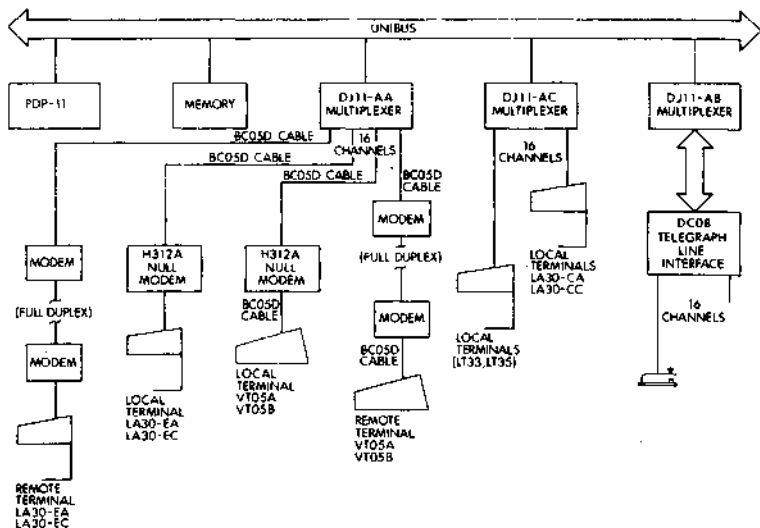 UNIBUS
PDP-11
MEMORY
DJ11-AA
MULTIPLEXER
DJ11-AC
MULTIPLEXER
DJ11-AB
MULTIPLEXER
BC05D CABLE
BC05D CABLE
BC05D CABLE
16
CHANNELS
BC05D
CABLE
16
CHANNELS
MODEM
(FULL DUPLEX)
MODEM
REMOTE
TERMINAL
LA30-EA
LA30-EC
H312A
NULL
MODEM
LOCAL
TERMINAL
LA30-EA
LA30-EC
H312A
NULL
MODEM
BC05D
CABLE
LOCAL
TERMINAL
VT05A
VT05B
MODEM
(FULL DUPLEX)
MODEM
BC05D
CABLE
REMOTE
TERMINAL
VT05A
VT05B
LOCAL
TERMINALS
(LT33,LT35)
LOCAL
TERMINALS
LA30-CA
LA30-CC
DC08
TELEGRAPH
LINE
INTERFACE
16
CHANNELS